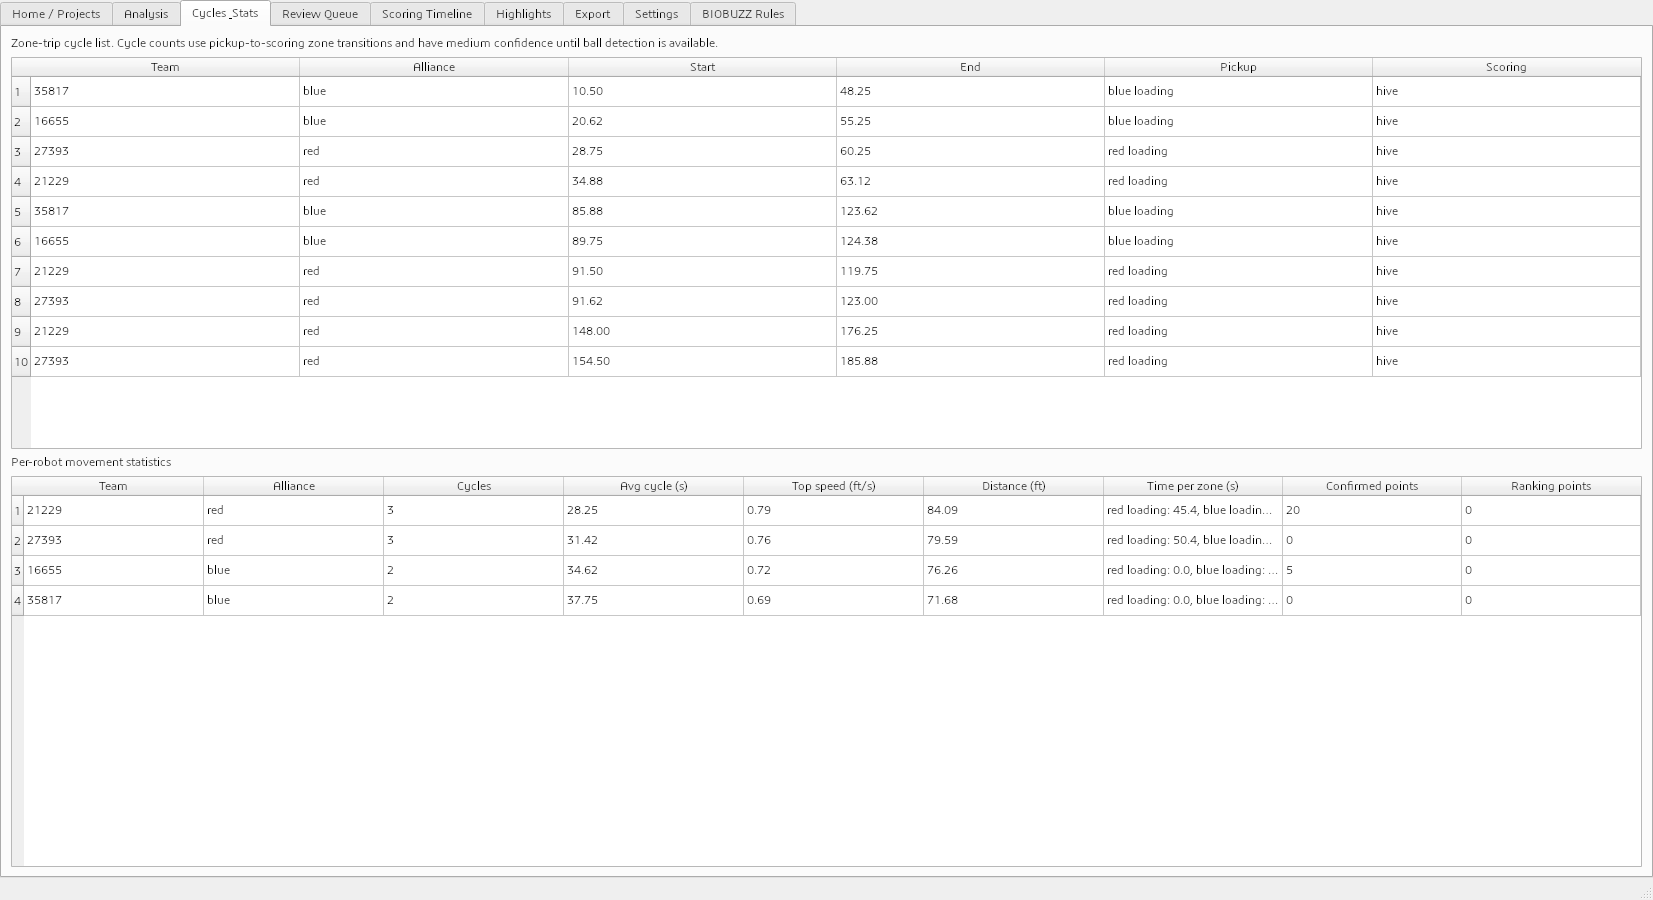 Home / Projects Analysis Cycles _Stats Review Queue Scoring Timeline Highlights Export Settings BIOBUZZ Rules
Zone-trip cycle list. Cycle counts use pickup-to-scoring zone transitions and have medium confidence until ball detection is available.
Team Alliance Start End Pickup Scoring
1 35817 blue 10.50 48.25 blue loading hive
2 16655 blue 20.62 55.25 blue loading hive
3 27393 red 28.75 60.25 red loading hive
4 21229 red 34.88 63.12 red loading hive
5 35817 blue 85.88 123.62 blue loading hive
6 16655 blue 89.75 124.38 blue loading hive
7 21229 red 91.50 119.75 red loading hive
8 27393 red 91.62 123.00 red loading hive
9 21229 red 148.00 176.25 red loading hive
10 27393 red 154.50 185.88 red loading hive
Per-robot movement statistics
Team Alliance Cycles Avg cycle (s) Top speed (ft/s) Distance (ft) Time per zone (s) Confirmed points Ranking points
1 21229 red 3 28.25 0.79 84.09 red loading: 45.4, blue loadin... 20 0
2 27393 red 3 31.42 0.76 79.59 red loading: 50.4, blue loadin... 0 0
3 16655 blue 2 34.62 0.72 76.26 red loading: 0.0, blue loading: ... 5 0
4 35817 blue 2 37.75 0.69 71.68 red loading: 0.0, blue loading: ... 0 0